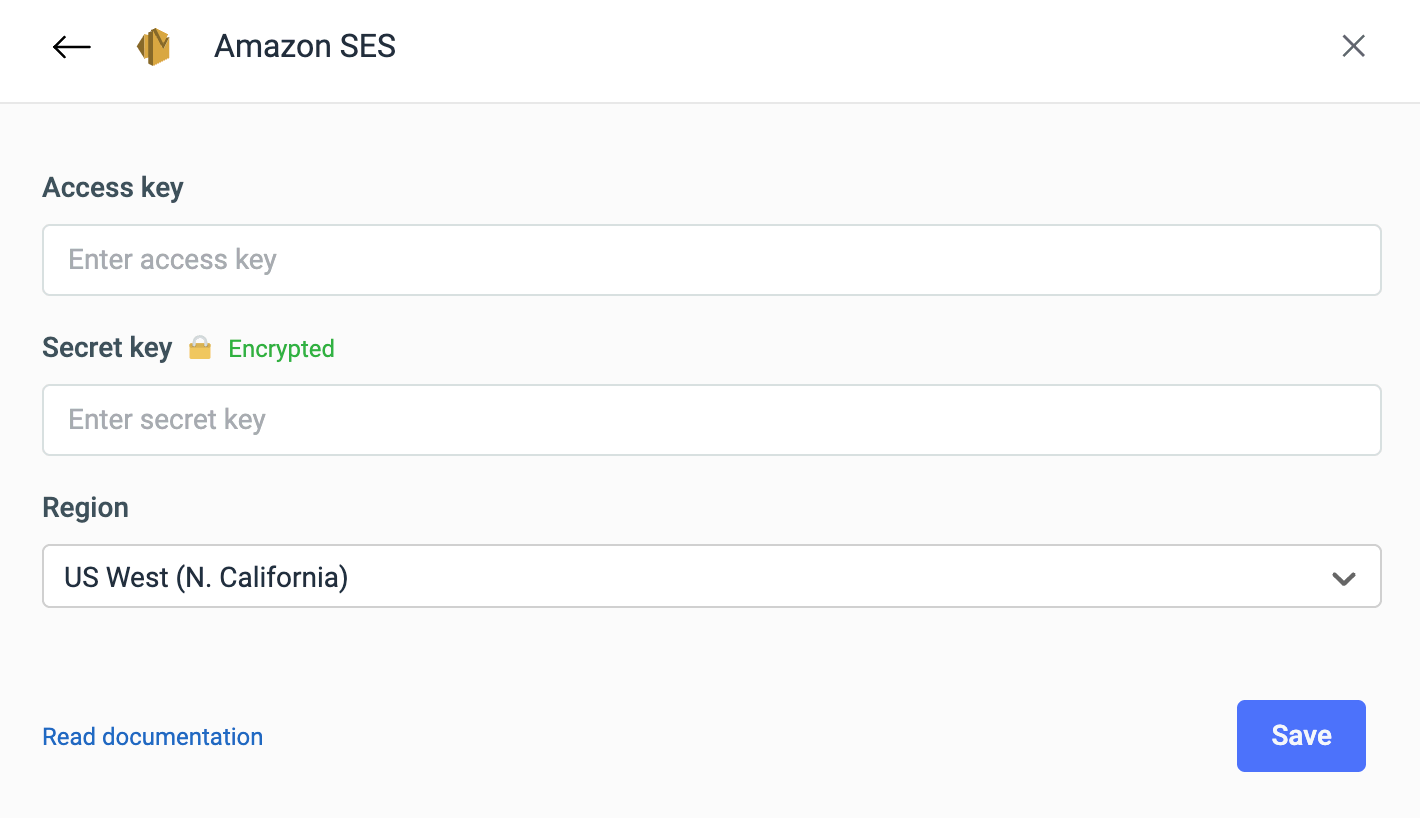 Amazon SES
Access key
Enter access key
Secret key Encrypted
Enter secret key
Region
US West (N. California)
Read documentation
Save